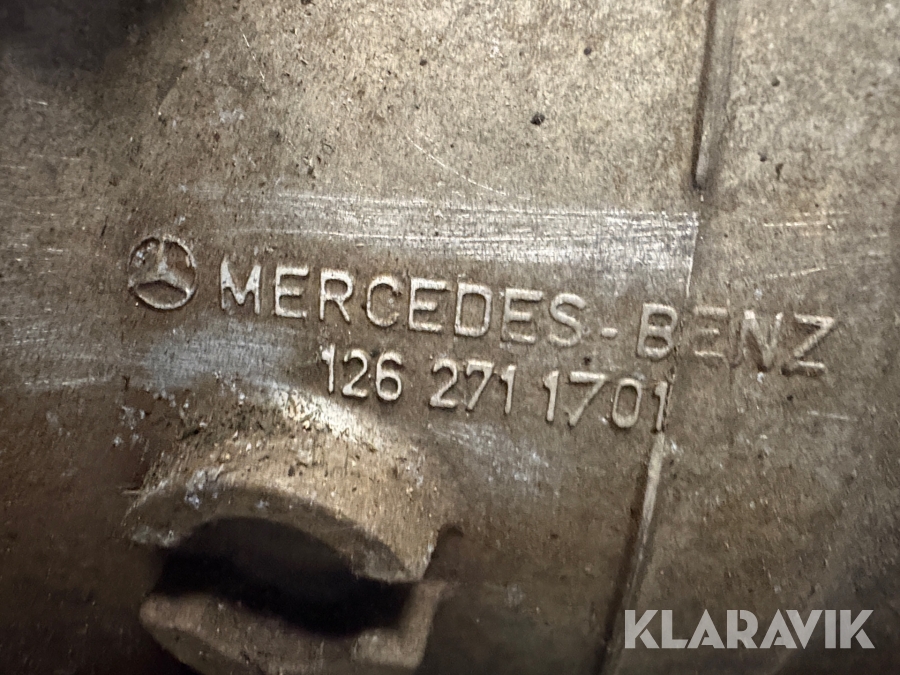 MERCEDES-BENZ
126 271 1701
KLARAVIK